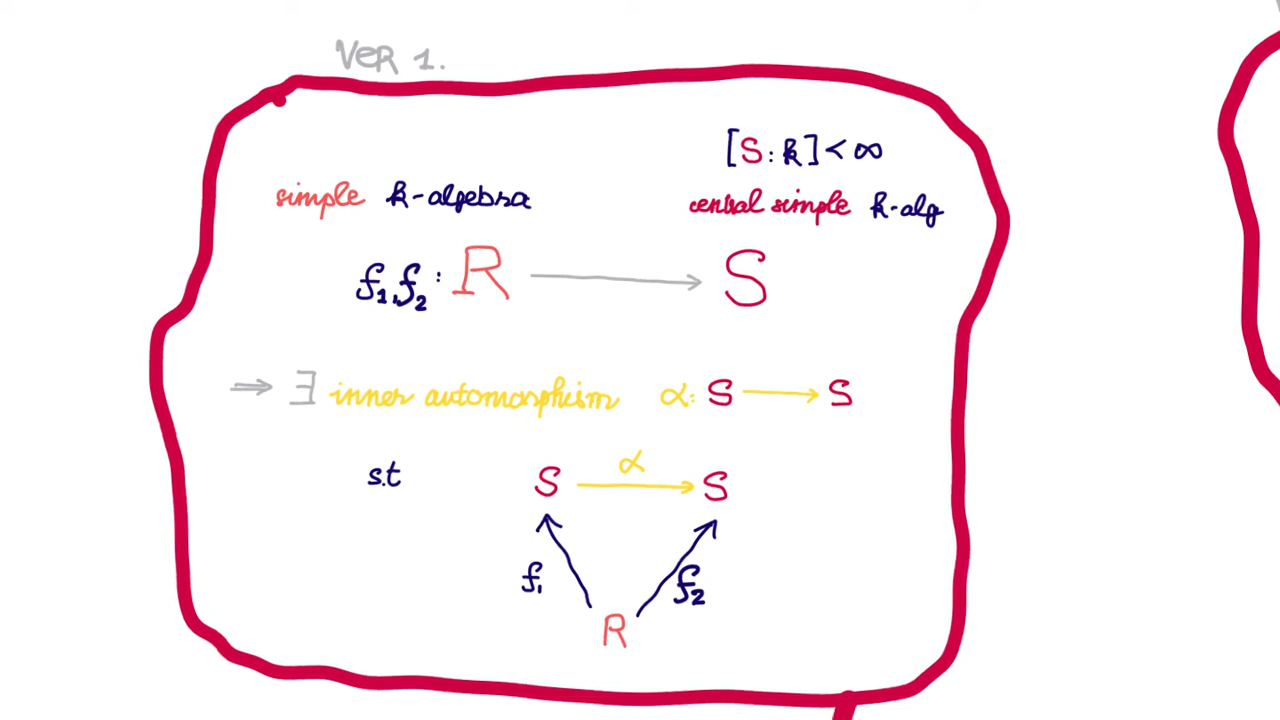 VER 1.
[S:k]<∞
simple k-algebra central simple k-alg
f₁,f₂: R ⟶ S
⇒ ∃ inner automorphism α: S ⟶ S
s.t
α
S ⟶ S
f₁ f₂
R